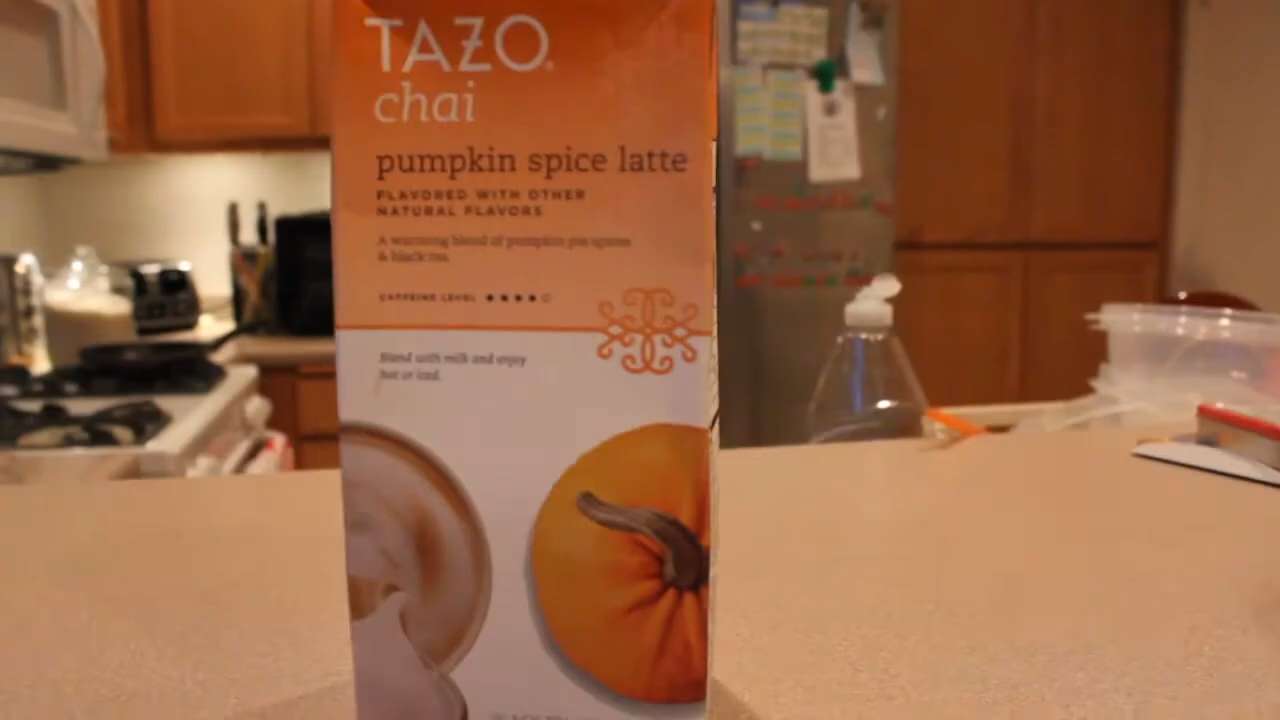 TAZO
chai
pumpkin spice latte
FLAVORED WITH OTHER
NATURAL FLAVORS
A warming blend of pumpkin pie spices
& black tea.
CAFFEINE LEVEL
Blend with milk and enjoy
hot or iced.